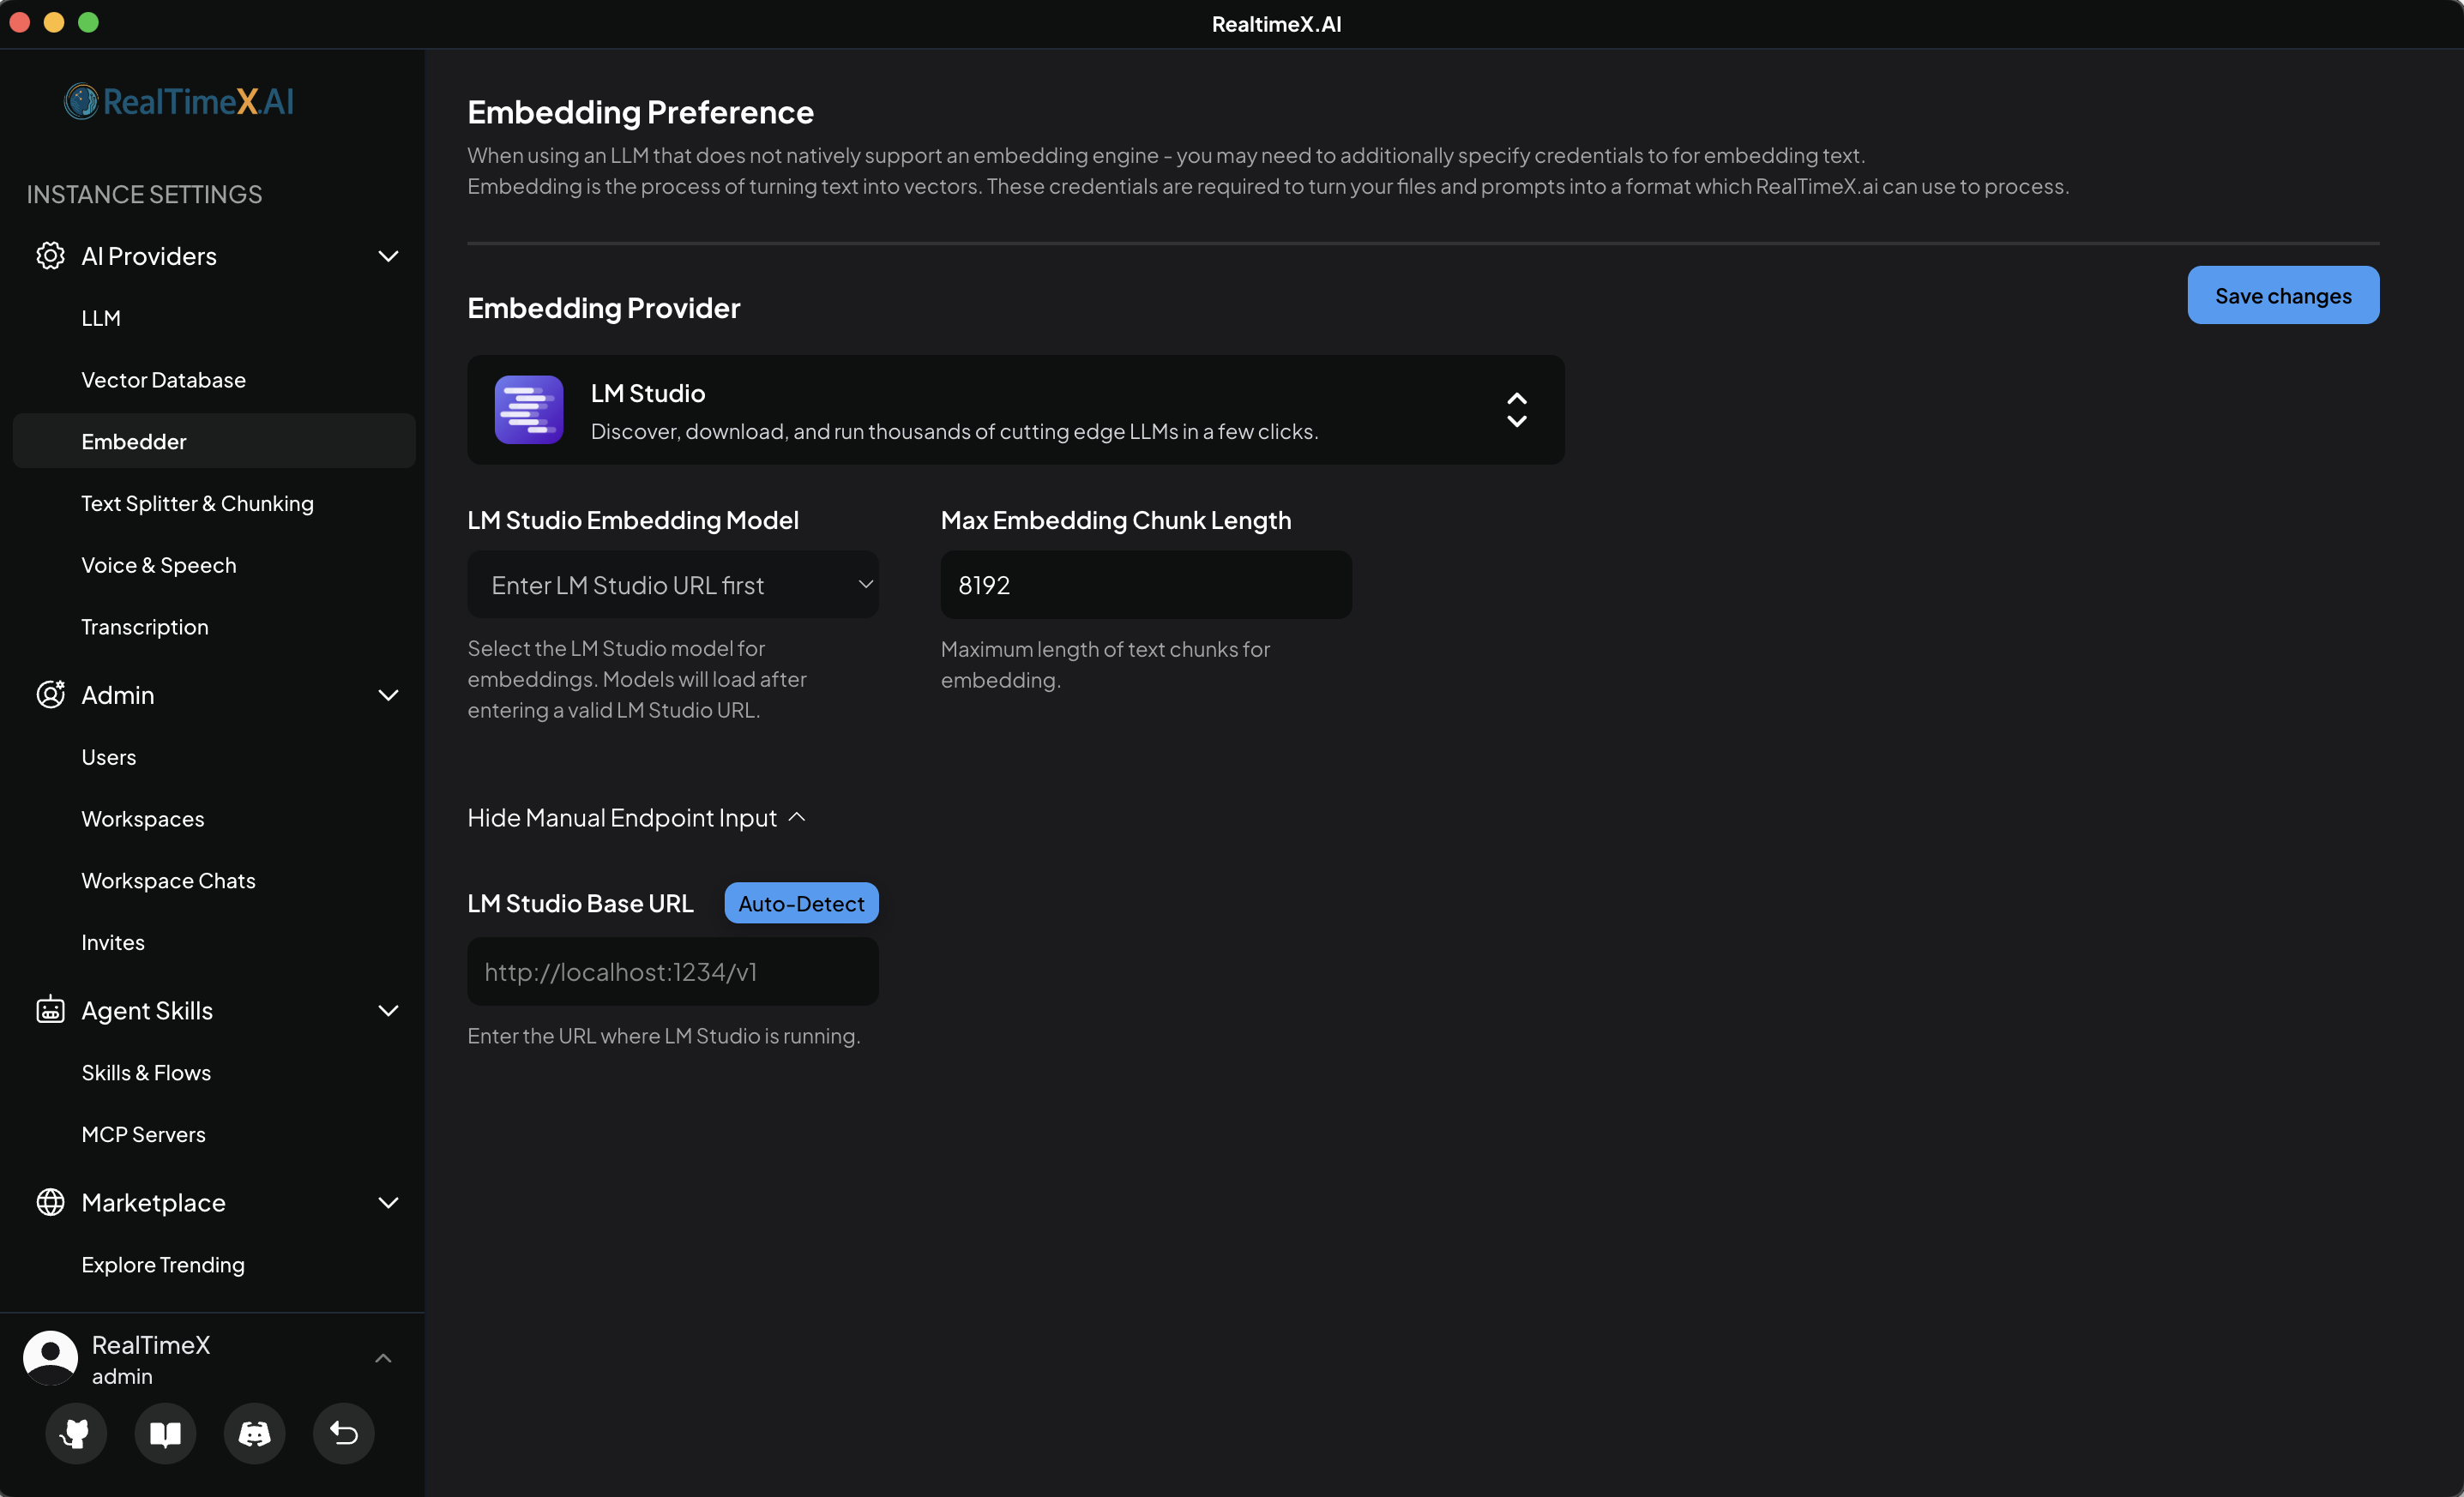 RealtimeX.AI
RealTimeX.AI
INSTANCE SETTINGS
AI Providers
LLM
Vector Database
Embedder
Text Splitter & Chunking
Voice & Speech
Transcription
Admin
Users
Workspaces
Workspace Chats
Invites
Agent Skills
Skills & Flows
MCP Servers
Marketplace
Explore Trending
RealTimeX
admin
Embedding Preference
When using an LLM that does not natively support an embedding engine - you may need to additionally specify credentials to for embedding text.
Embedding is the process of turning text into vectors. These credentials are required to turn your files and prompts into a format which RealTimeX.ai can use to process.
Save changes
Embedding Provider
LM Studio
Discover, download, and run thousands of cutting edge LLMs in a few clicks.
LM Studio Embedding Model
Enter LM Studio URL first
Select the LM Studio model for
embeddings. Models will load after
entering a valid LM Studio URL.
Max Embedding Chunk Length
8192
Maximum length of text chunks for
embedding.
Hide Manual Endpoint Input
LM Studio Base URL
Auto-Detect
http://localhost:1234/v1
Enter the URL where LM Studio is running.